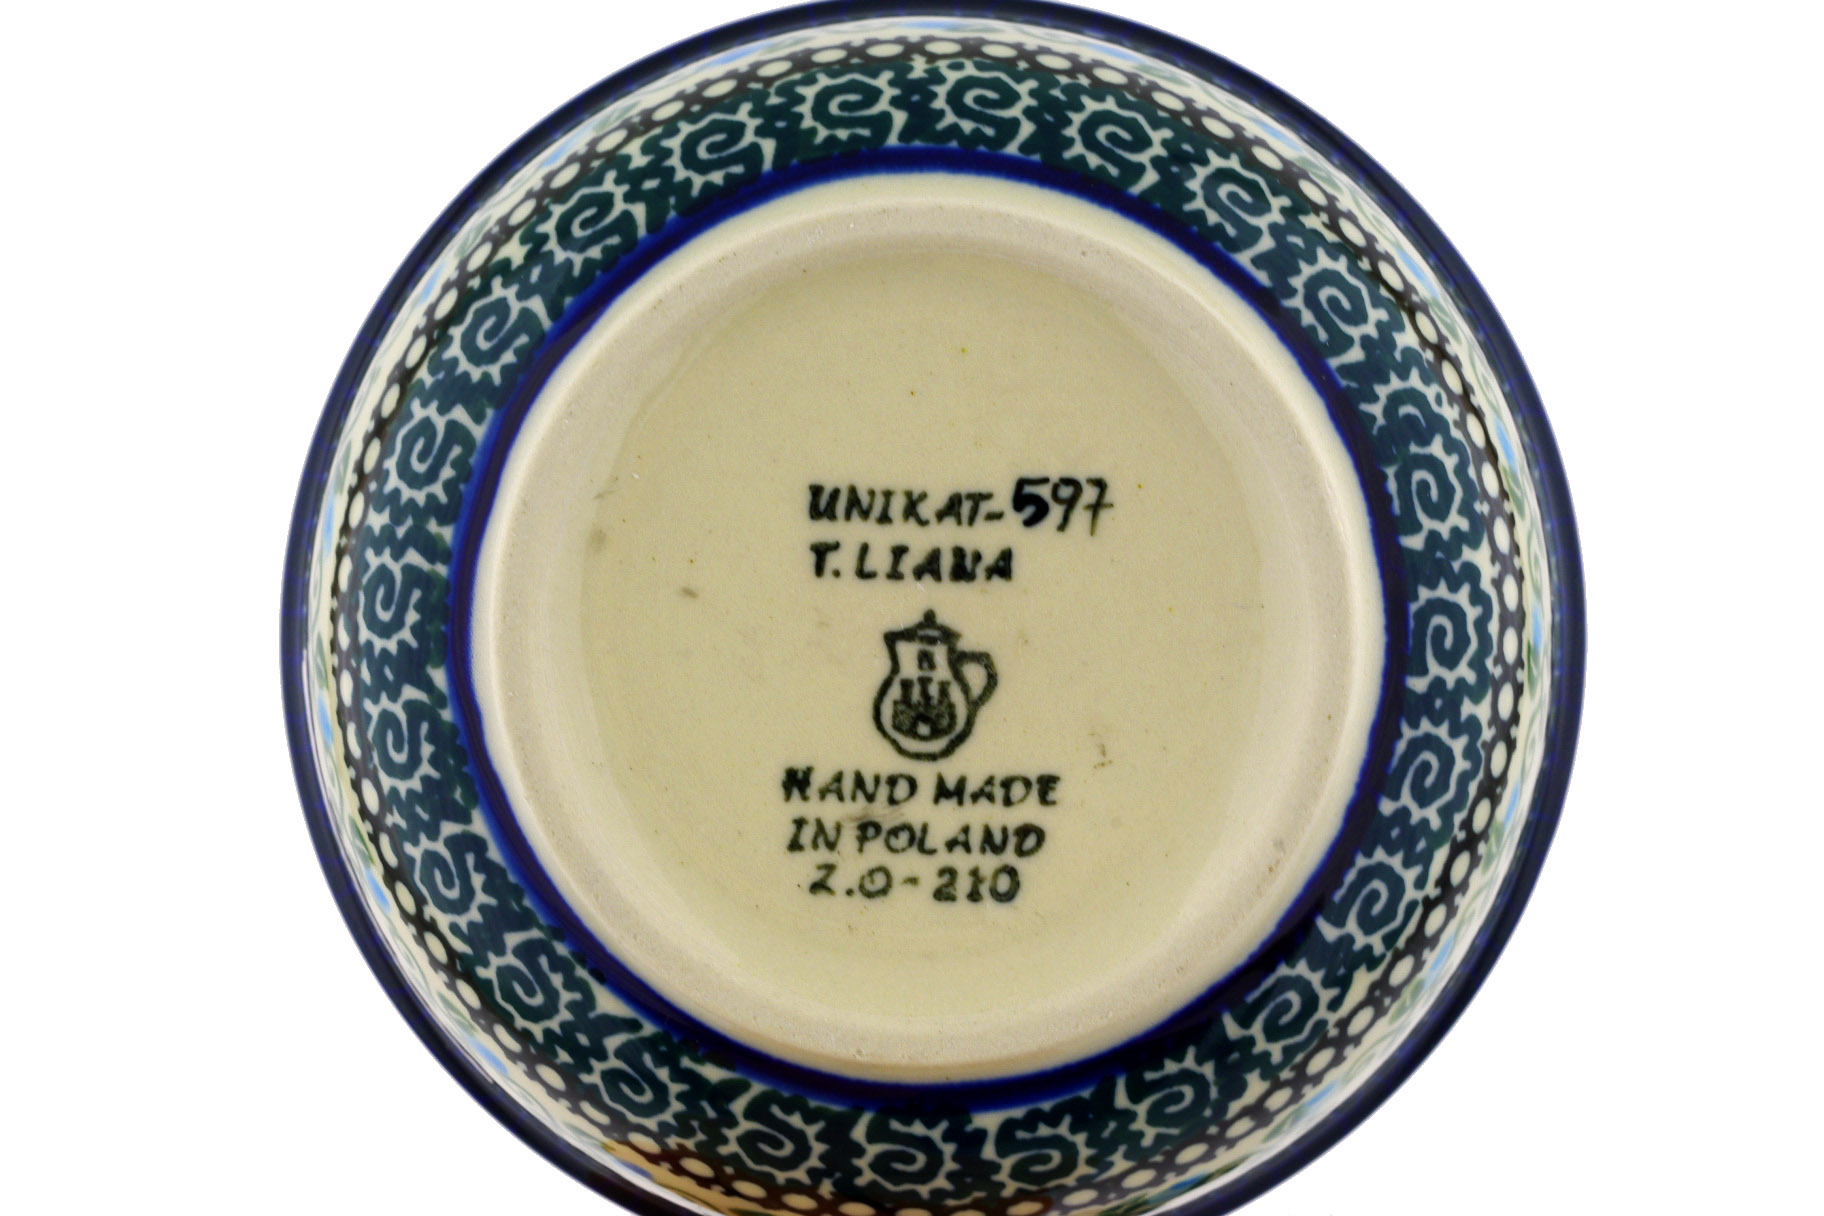 UNIKAT-597
T. LIANA
B
HAND MADE
IN POLAND
Z.O-210